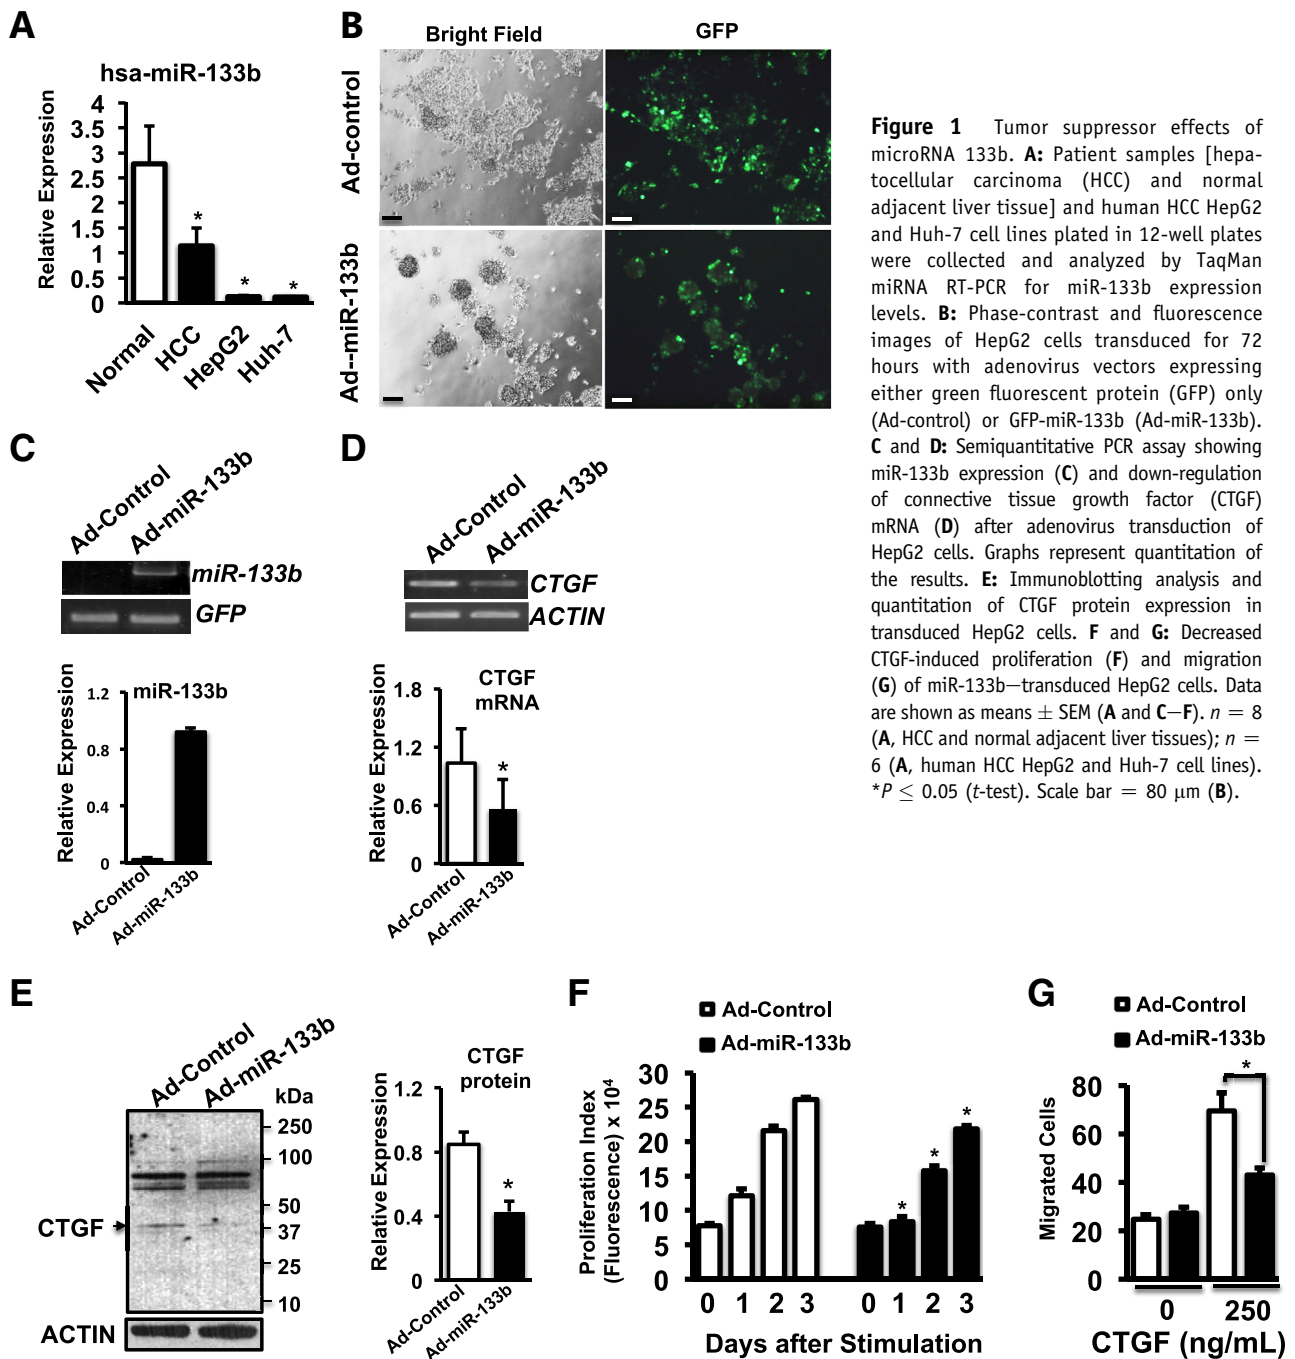 A
hsa-miR-133b
Relative Expression
4
3.5
3
2.5
2
1.5
1
0.5
0
*
*
*
Normal
HCC
HepG2
Huh-7
B
Bright Field
GFP
Ad-control
Ad--miR-133b
Figure 1 Tumor suppressor effects of
microRNA 133b. A: Patient samples [hepa-
tocellular carcinoma (HCC) and normal
adjacent liver tissue] and human HCC HepG2
and Huh-7 cell lines plated in 12-well plates
were collected and analyzed by TaqMan
miRNA RT-PCR for miR-133b expression
levels. B: Phase-contrast and fluorescence
images of HepG2 cells transduced for 72
hours with adenovirus vectors expressing
either green fluorescent protein (GFP) only
(Ad-control) or GFP-miR-133b (Ad-miR-133b).
C and D: Semiquantitative PCR assay showing
miR-133b expression (C) and down-regulation
of connective tissue growth factor (CTGF)
mRNA (D) after adenovirus transduction of
HepG2 cells. Graphs represent quantitation of
the results. E: Immunoblotting analysis and
quantitation of CTGF protein expression in
transduced HepG2 cells. F and G: Decreased
CTGF-induced proliferation (F) and migration
(G) of miR-133b—transduced HepG2 cells. Data
are shown as means ± SEM (A and C—F). n = 8
(A, HCC and normal adjacent liver tissues); n =
6 (A, human HCC HepG2 and Huh-7 cell lines).
*P ≤ 0.05 (t-test). Scale bar = 80 μm (B).
C
Ad-Control
Ad-miR-133b
miR-133b
GFP
miR-133b
Relative Expression
1.2
0.8
0.4
0
Ad-Control
Ad-miR-133b
D
Ad-Control
Ad-miR-133b
CTGF
ACTIN
CTGF
mRNA
Relative Expression
1.8
1.2
0.6
0
*
Ad-Control
Ad-miR-133b
E
Ad-Control
Ad-miR-133b
kDa
250
100
50
37
25
10
CTGF
ACTIN
CTGF
protein
Relative Expression
1.2
0.8
0.4
0
*
Ad-Control
Ad-miR-133b
F
Ad-Control
Ad-miR-133b
Proliferation Index
(Fluorescence) x 10⁴
30
25
20
15
10
5
0
*
*
*
0 1 2 3 0 1 2 3
Days after Stimulation
G
Ad-Control
Ad-miR-133b
Migrated Cells
80
60
40
20
0
*
0 250
CTGF (ng/mL)